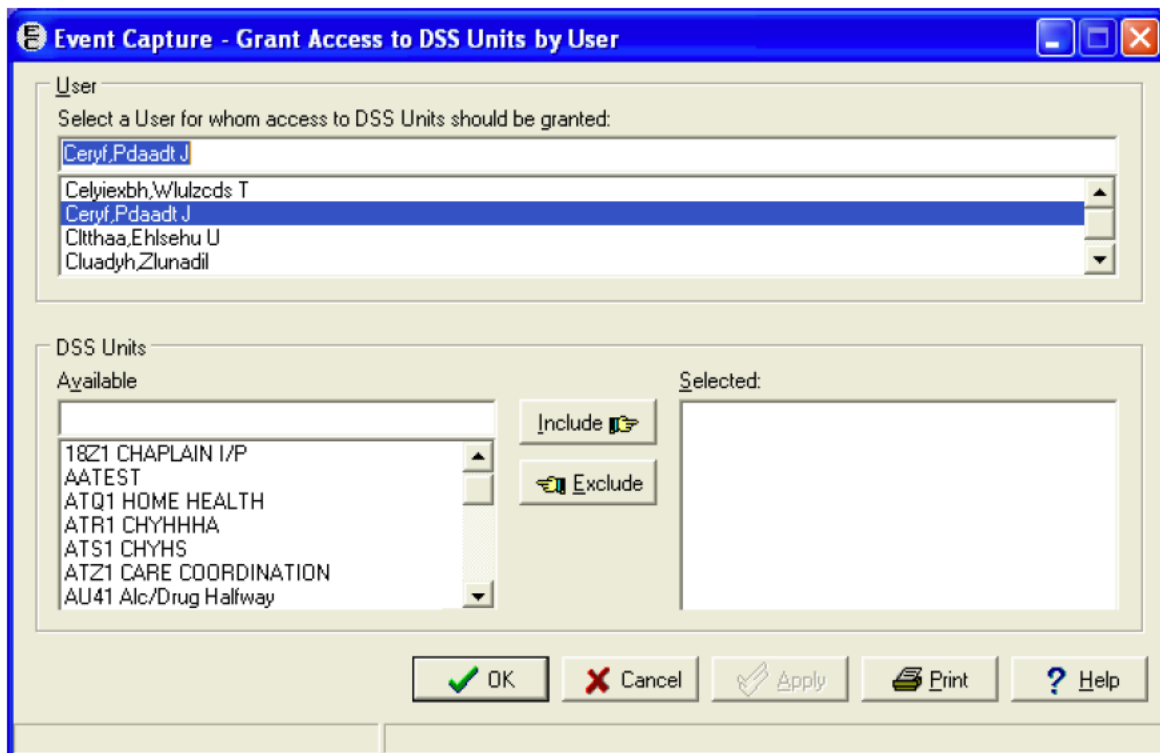 Event Capture - Grant Access to DSS Units by User
User
Select a User for whom access to DSS Units should be granted:
Ceryf,Pdaadt J
Celyiexbh,Wlulzcds T
Ceryf,Pdaadt J
Cltthaa,Ehlsehu U
Cluadyh,Zlunadil
DSS Units
Available
Selected:
18Z1 CHAPLAIN I/P
AATEST
ATQ1 HOME HEALTH
ATR1 CHYHHHA
ATS1 CHYHS
ATZ1 CARE COORDINATION
AU41 Alc/Drug Halfway
Include
Exclude
OK
Cancel
Apply
Print
Help